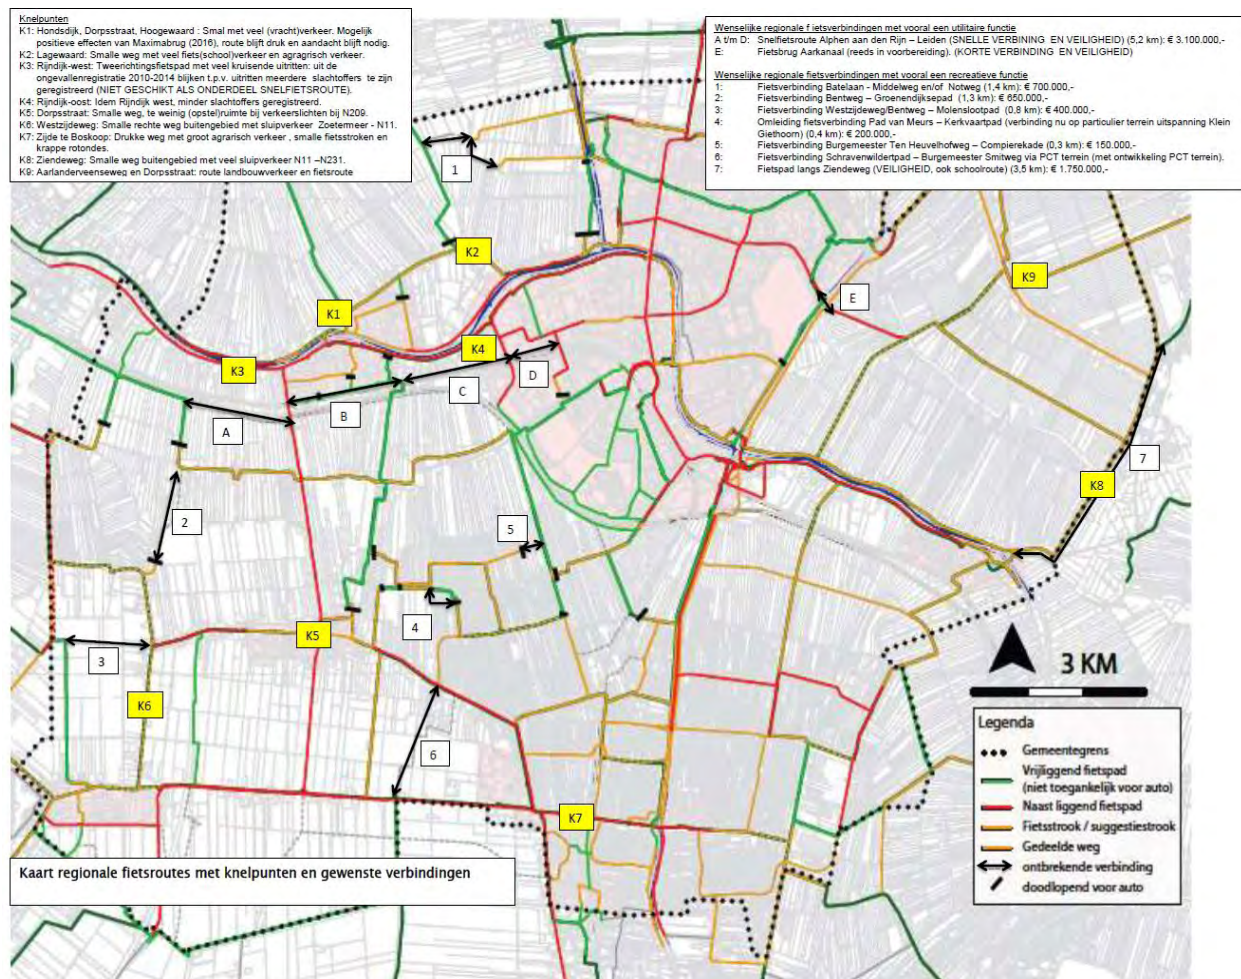 Knelpunten
K1: Hondsdijk, Dorpsstraat, Hoogewaard : Smal met veel (vracht)verkeer. Mogelijk
positieve effecten van Maximabrug (2016), route blijft druk en aandacht blijft nodig.
K2: Lagewaard: Smalle weg met veel fiets(school)verkeer en agragrisch verkeer.
K3: Rijndijk-west: Tweerichtingsfietspad met veel kruisende uitritten: uit de
ongevallenregistratie 2010-2014 blijken t.p.v. uitritten meerdere slachtoffers te zijn
geregistreerd (NIET GESCHIKT ALS ONDERDEEL SNELFIETSROUTE).
K4: Rijndijk-oost: Idem Rijndijk west, minder slachtoffers geregistreerd.
K5: Dorpsstraat: Smalle weg, te weinig (opstel)ruimte bij verkeerslichten bij N209.
K6: Westzijdeweg: Smalle rechte weg buitengebied met sluipverkeer Zoetermeer - N11.
K7: Zijde te Boskoop: Drukke weg met groot agrarisch verkeer , smalle fietsstroken en
krappe rotondes.
K8: Ziendeweg: Smalle weg buitengebied met veel sluipverkeer N11 –N231.
K9: Aarlanderveenseweg en Dorpsstraat: route landbouwverkeer en fietsroute
Wenselijke regionale f ietsverbindingen met vooral een utilitaire functie
A t/m D: Snelfietsroute Alphen aan den Rijn – Leiden (SNELLE VERBINING EN VEILIGHEID) (5,2 km): € 3.100.000,-
E: Fietsbrug Aarkanaal (reeds in voorbereiding). (KORTE VERBINDING EN VEILIGHEID)
Wenselijke regionale fietsverbindingen met vooral een recreatieve functie
1: Fietsverbinding Batelaan - Middelweg en/of Notweg (1,4 km): € 700.000,-
2: Fietsverbinding Bentweg – Groenendijksepad (1,3 km): € 650.000,-
3: Fietsverbinding Westzijdeweg/Bentweg – Molenslootpad (0,8 km): € 400.000,-
4: Omleiding fietsverbinding Pad van Meurs – Kerkvaartpad (verbinding nu op particulier terrein uitspanning Klein
Giethoorn) (0,4 km): € 200.000,-
5: Fietsverbinding Burgemeester Ten Heuvelhofweg – Compierekade (0,3 km): € 150.000,-
6: Fietsverbinding Schravenwildertpad – Burgemeester Smitweg via PCT terrein (met ontwikkeling PCT terrein).
7: Fietspad langs Ziendeweg (VEILIGHEID, ook schoolroute) (3,5 km): € 1.750.000,-
1
K2
K9
E
K1
K4
K3
D
C
B
A
7
K8
2
5
4
K5
3
K6
6
K7
3 KM
Legenda
Gemeentegrens
Vrijliggend fietspad
(niet toegankelijk voor auto)
Naast liggend fietspad
Fietsstrook / suggestiestrook
Gedeelde weg
ontbrekende verbinding
doodlopend voor auto
Kaart regionale fietsroutes met knelpunten en gewenste verbindingen